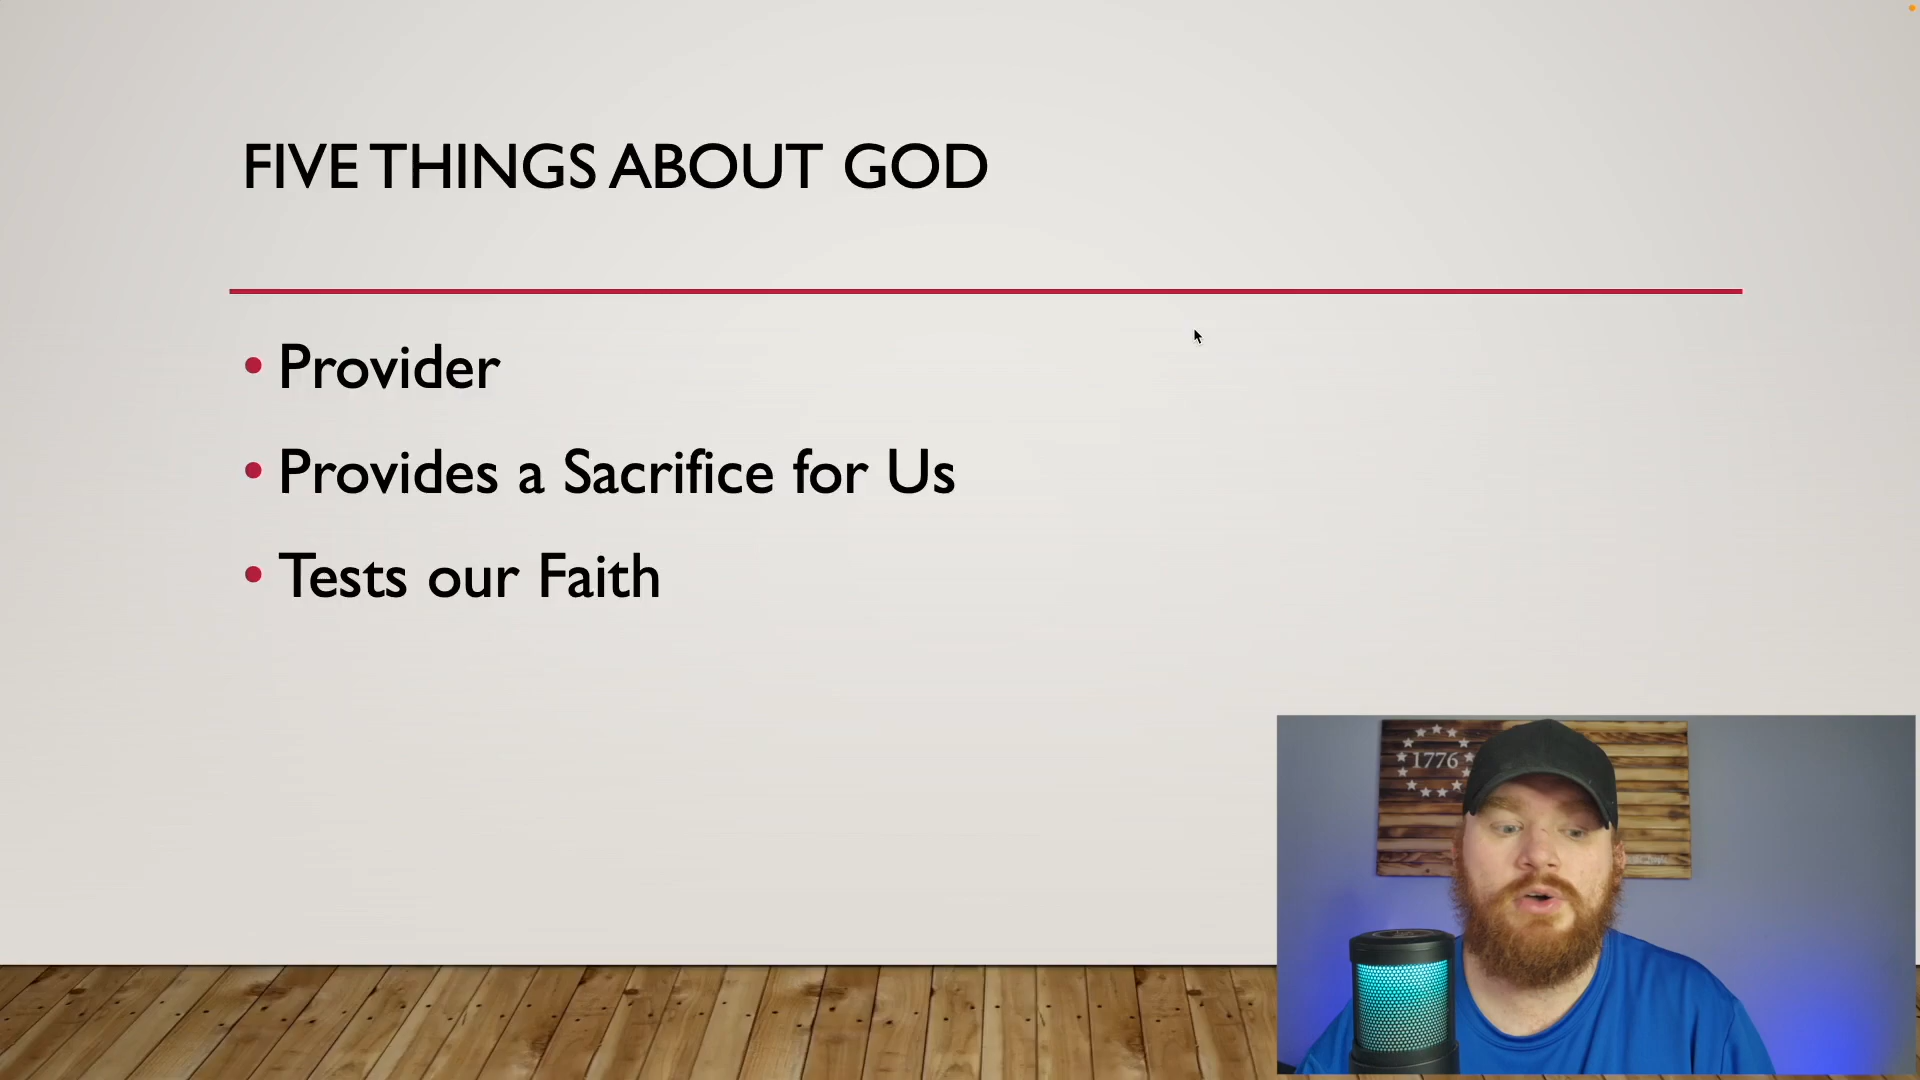 FIVE THINGS ABOUT GOD
• Provider
• Provides a Sacrifice for Us
• Tests our Faith
1776